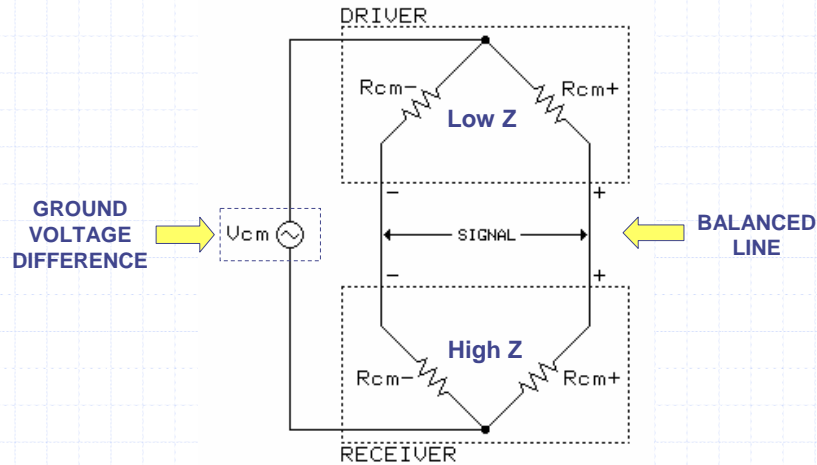 DRIVER
Rcm-
Rcm+
Low Z
-
+
GROUND
VOLTAGE
DIFFERENCE
Vcm
SIGNAL
BALANCED
LINE
-
+
High Z
Rcm-
Rcm+
RECEIVER